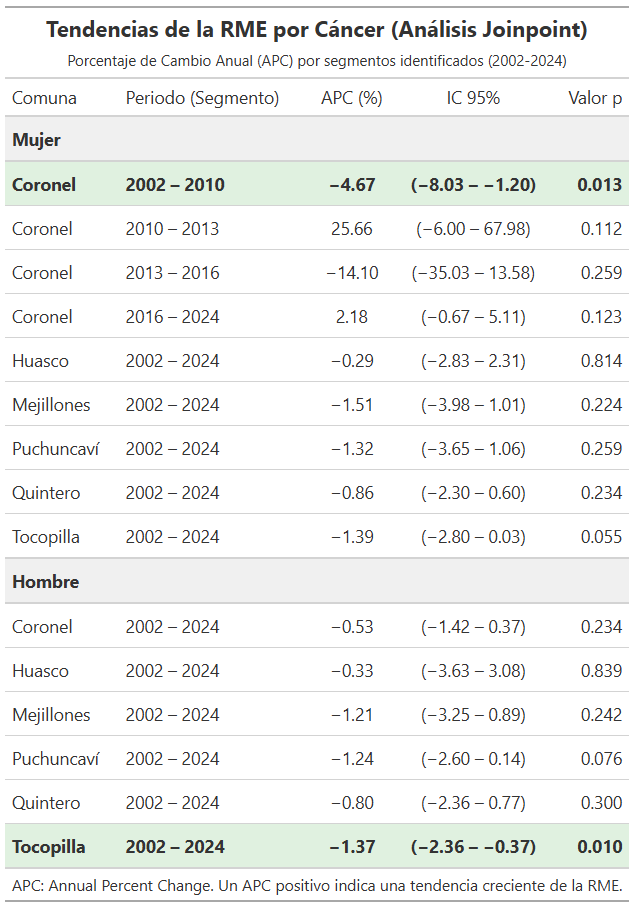 Tendencias de la RME por Cáncer (Análisis Joinpoint)
Porcentaje de Cambio Anual (APC) por segmentos identificados (2002-2024)
Comuna Periodo (Segmento) APC (%) IC 95% Valor p
Mujer
Coronel 2002 – 2010 −4.67 (−8.03 – −1.20) 0.013
Coronel 2010 – 2013 25.66 (−6.00 – 67.98) 0.112
Coronel 2013 – 2016 −14.10 (−35.03 – 13.58) 0.259
Coronel 2016 – 2024 2.18 (−0.67 – 5.11) 0.123
Huasco 2002 – 2024 −0.29 (−2.83 – 2.31) 0.814
Mejillones 2002 – 2024 −1.51 (−3.98 – 1.01) 0.224
Puchuncaví 2002 – 2024 −1.32 (−3.65 – 1.06) 0.259
Quintero 2002 – 2024 −0.86 (−2.30 – 0.60) 0.234
Tocopilla 2002 – 2024 −1.39 (−2.80 – 0.03) 0.055
Hombre
Coronel 2002 – 2024 −0.53 (−1.42 – 0.37) 0.234
Huasco 2002 – 2024 −0.33 (−3.63 – 3.08) 0.839
Mejillones 2002 – 2024 −1.21 (−3.25 – 0.89) 0.242
Puchuncaví 2002 – 2024 −1.24 (−2.60 – 0.14) 0.076
Quintero 2002 – 2024 −0.80 (−2.36 – 0.77) 0.300
Tocopilla 2002 – 2024 −1.37 (−2.36 – −0.37) 0.010
APC: Annual Percent Change. Un APC positivo indica una tendencia creciente de la RME.